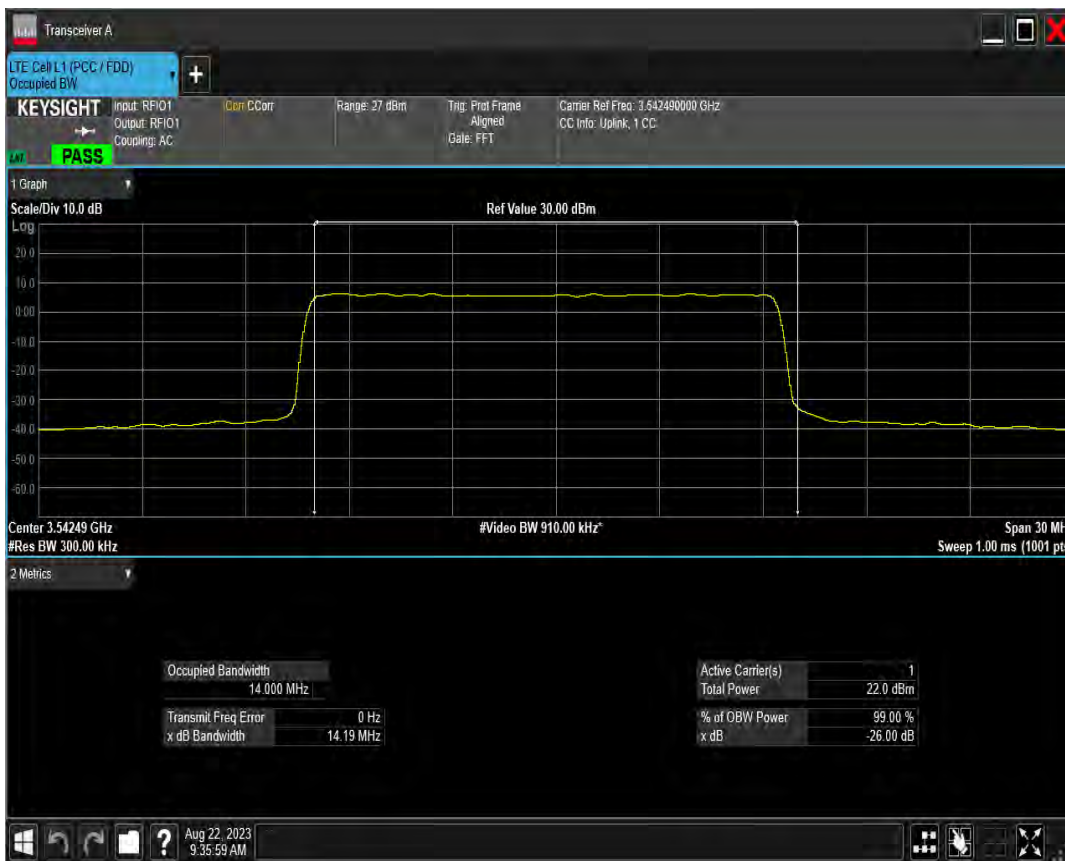 Transceiver A
LTE Cell L1 (PCC / FDD)
Occupied BW
+
KEYSIGHT
Input: RFIO1
Output: RFIO1
Coupling: AC
Corr CCorr
Range: 27 dBm
Trig: Prot Frame
Aligned
Gate: FFT
Carrier Ref Freq: 3.542490000 GHz
CC Info: Uplink, 1 CC
PASS
1 Graph
Scale/Div 10.0 dB
Ref Value 30.00 dBm
Log
20.0
10.0
0.00
-10.0
-20.0
-30.0
-40.0
-50.0
-60.0
Center 3.54249 GHz
#Video BW 910.00 kHz*
Span 30 MH
#Res BW 300.00 kHz
Sweep 1.00 ms (1001 pt
2 Metrics
Occupied Bandwidth
14.000 MHz
Transmit Freq Error 0 Hz
x dB Bandwidth 14.19 MHz
Active Carrier(s) 1
Total Power 22.0 dBm
% of OBW Power 99.00 %
x dB -26.00 dB
?
Aug 22, 2023
9:35:59 AM